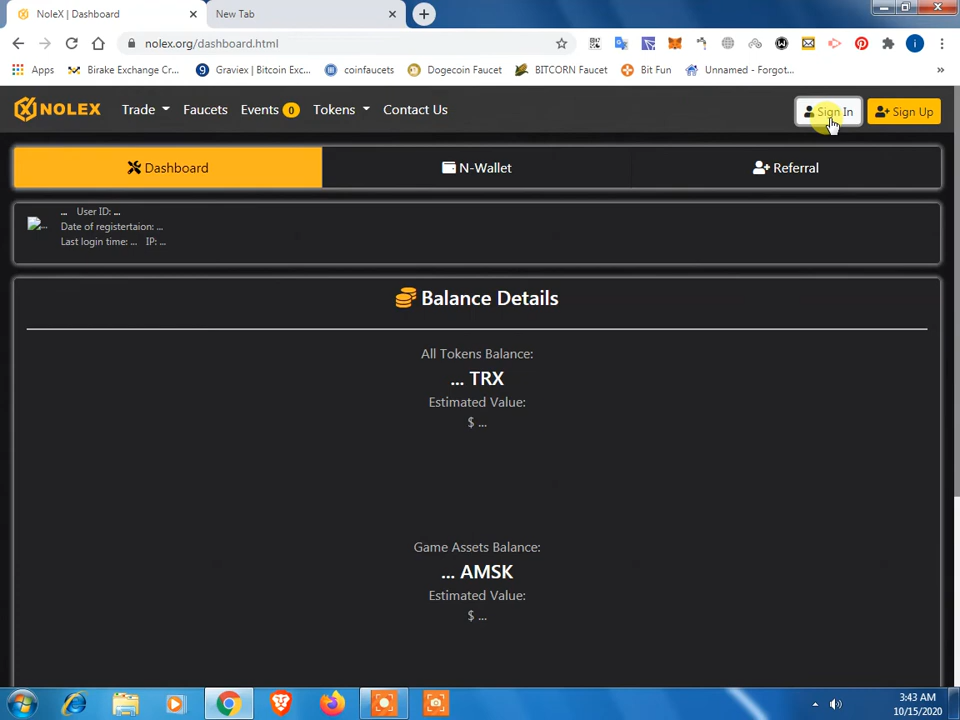 NoleX | Dashboard
New Tab
nolex.org/dashboard.html
Apps
Birake Exchange Cr...
Graviex | Bitcoin Exc...
coinfaucets
Dogecoin Faucet
BITCORN Faucet
Bit Fun
Unnamed - Forgot...
NOLEX
Trade
Faucets
Events 0
Tokens
Contact Us
Sign In
Sign Up
Dashboard
N-Wallet
Referral
... User ID: ...
Date of registertaion: ...
Last login time: ... IP: ...
Balance Details
All Tokens Balance:
... TRX
Estimated Value:
$ ...
Game Assets Balance:
... AMSK
Estimated Value:
$ ...
3:43 AM
10/15/2020